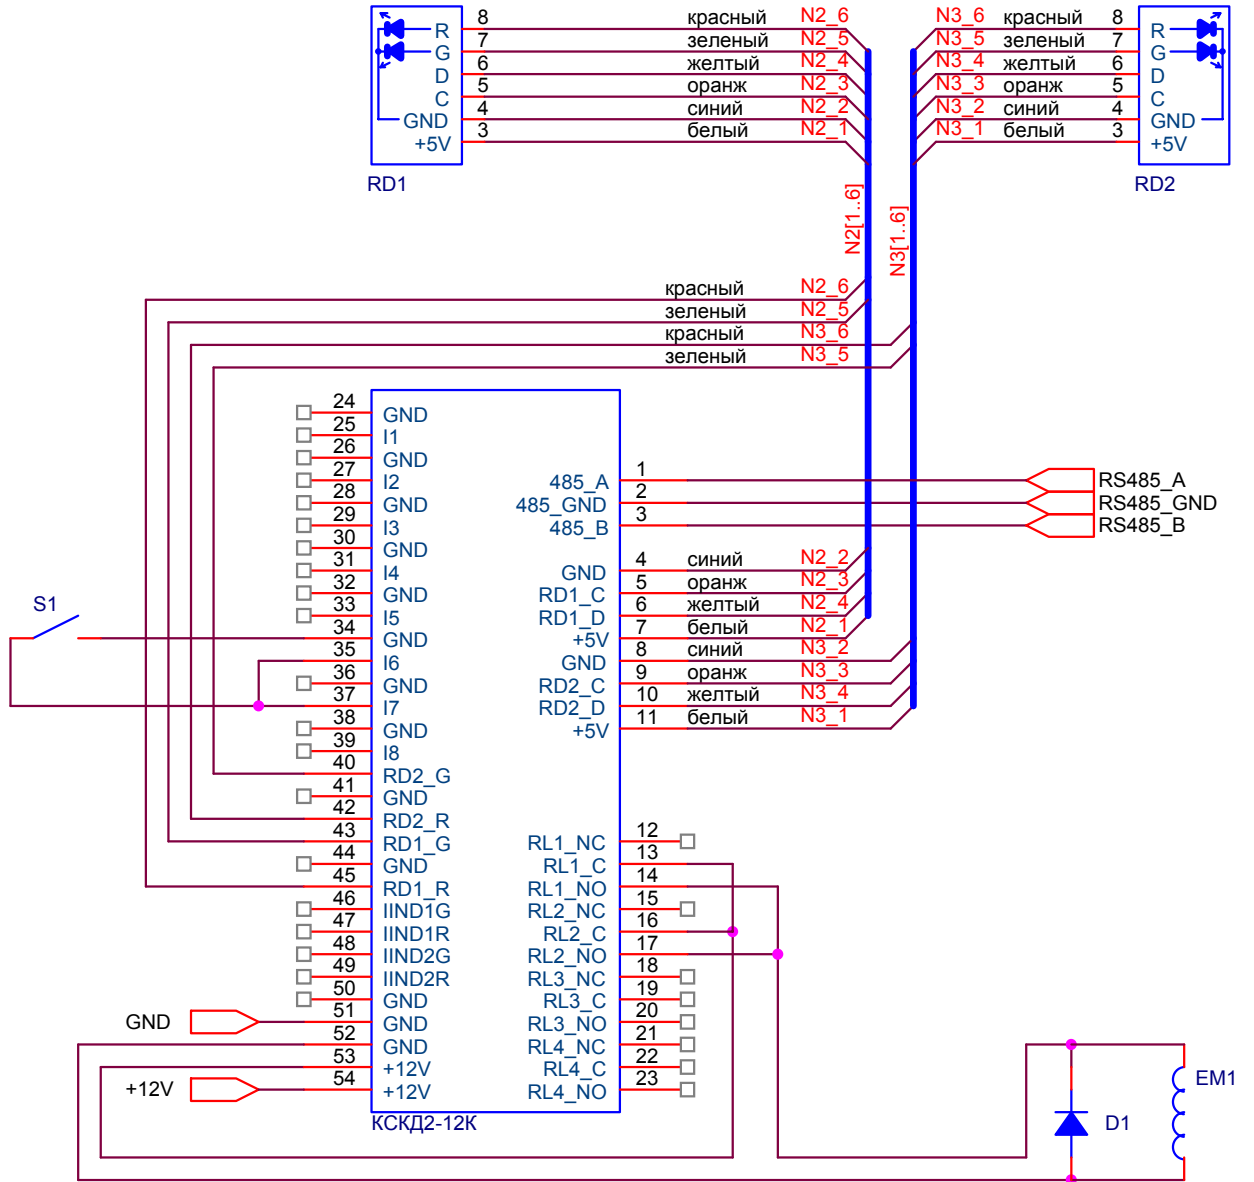 8 красный N2_6 N3_6 красный 8
R R
7 зеленый N2_5 N3_5 зеленый 7
G G
6 желтый N2_4 N3_4 желтый 6
D D
5 оранж N2_3 N3_3 оранж 5
C C
4 синий N2_2 N3_2 синий 4
GND GND
3 белый N2_1 N3_1 белый 3
+5V +5V
RD1 RD2
N2[1..6]
N3[1..6]
красный N2_6
зеленый N2_5
красный N3_6
зеленый N3_5
24 GND
25 I1
26 GND
27 I2
28 GND
29 I3
30 GND
31 I4
32 GND
33 I5
S1
34 GND
35 I6
36 GND
37 I7
38 GND
39 I8
40 RD2_G
41 GND
42 RD2_R
43 RD1_G
44 GND
45 RD1_R
46 IIND1G
47 IIND1R
48 IIND2G
49 IIND2R
50 GND
GND 51 GND
52 GND
53 +12V
+12V 54 +12V
485_A 1 RS485_A
485_GND 2 RS485_GND
485_B 3 RS485_B
GND 4 синий N2_2
RD1_C 5 оранж N2_3
RD1_D 6 желтый N2_4
+5V 7 белый N2_1
GND 8 синий N3_2
RD2_C 9 оранж N3_3
RD2_D 10 желтый N3_4
+5V 11 белый N3_1
RL1_NC 12
RL1_C 13
RL1_NO 14
RL2_NC 15
RL2_C 16
RL2_NO 17
RL3_NC 18
RL3_C 19
RL3_NO 20
RL4_NC 21
RL4_C 22
RL4_NO 23
КСКД2-12К
EM1
D1